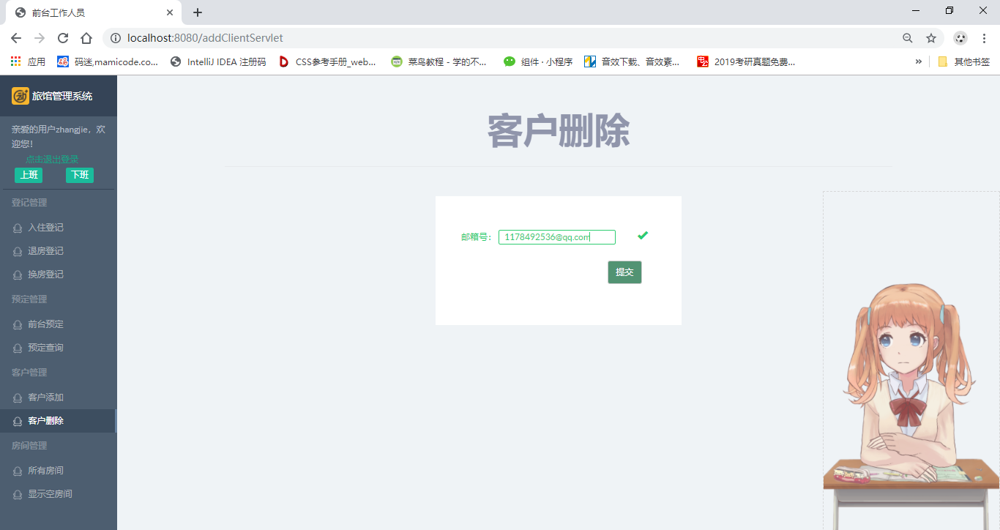 前台工作人员
localhost:8080/addClientServlet
应用 码迷,mamicode.co... IntelliJ IDEA 注册码 CSS参考手册_web... 菜鸟教程 - 学的不... 组件 · 小程序 音效下载、音效素... 2019考研真题免费... » 其他书签
旅馆管理系统
亲爱的用户zhangjie，欢
迎您!
点击退出登录
上班 下班
登记管理
入住登记
退房登记
换房登记
预定管理
前台预定
预定查询
客户管理
客户添加
客户删除
房间管理
所有房间
显示空房间
客户删除
邮箱号： 1178492536@qq.com
提交